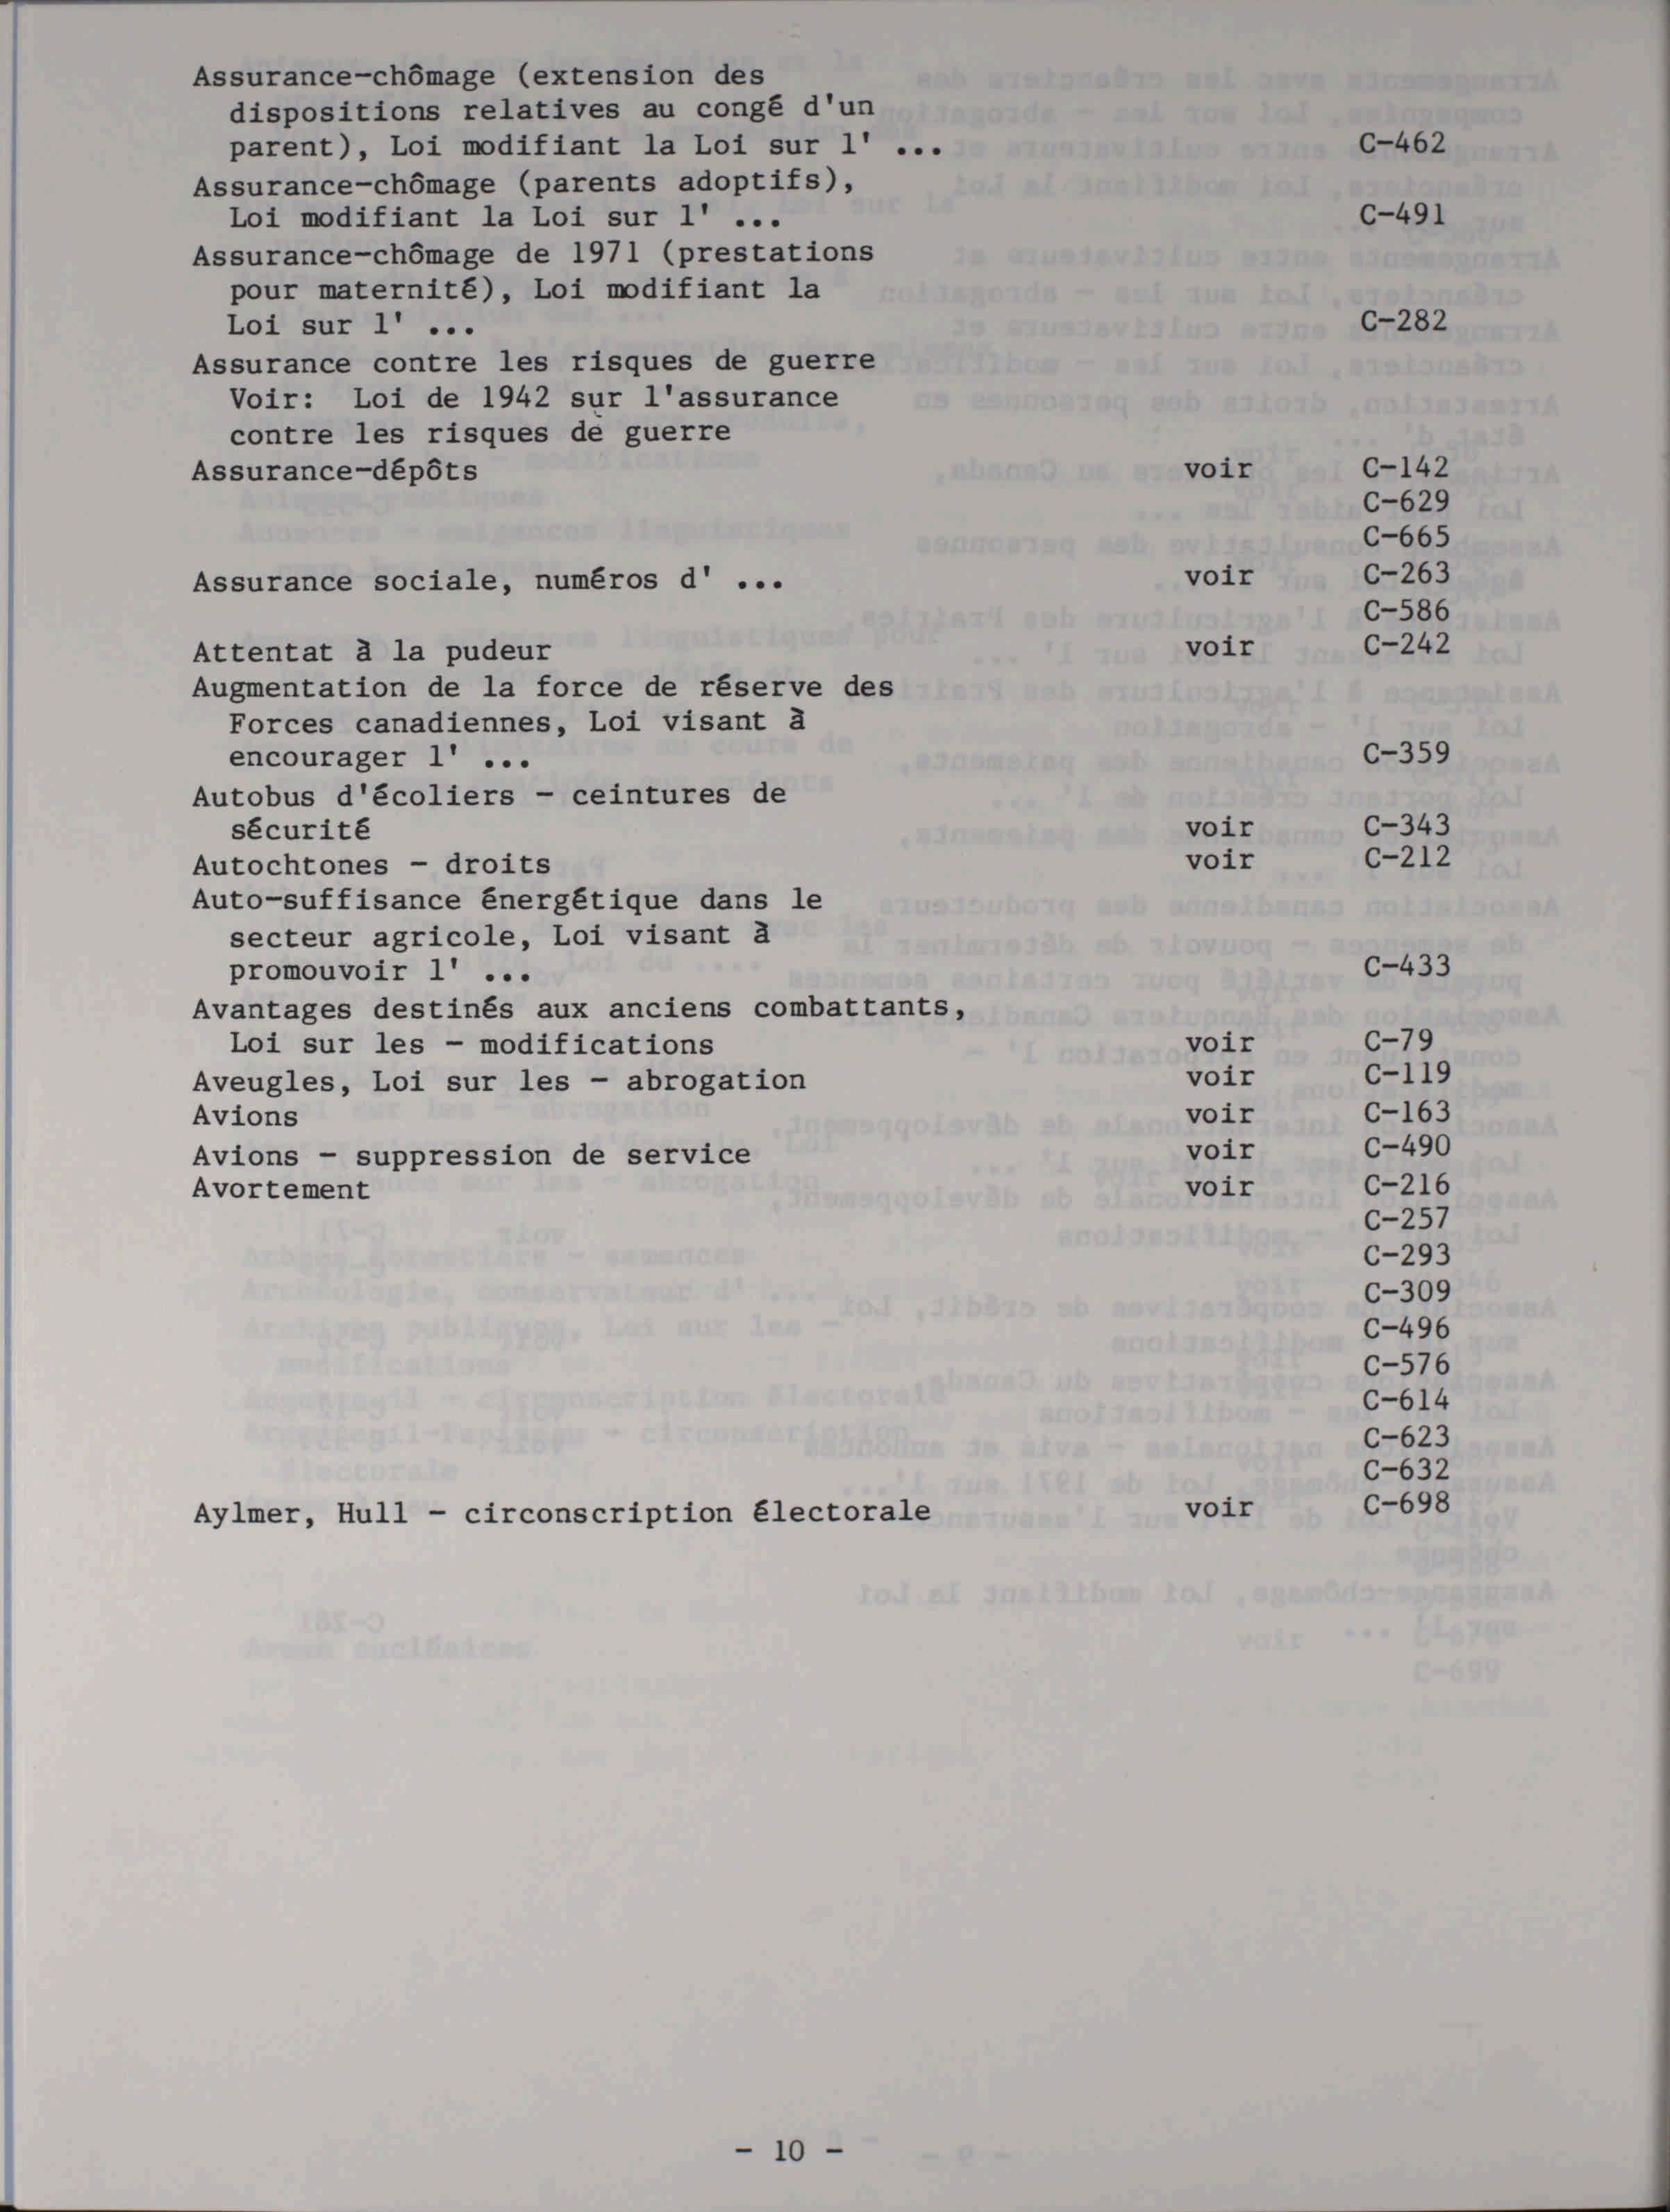 Assurance-chômage (extension des
dispositions relatives au congé d'un
parent), Loi modifiant la Loi sur l' ... C-462
Assurance-chômage (parents adoptifs),
Loi modifiant la Loi sur l' ... C-491
Assurance-chômage de 1971 (prestations
pour maternité), Loi modifiant la
Loi sur l' ... C-282
Assurance contre les risques de guerre
Voir: Loi de 1942 sur l'assurance
contre les risques de guerre
Assurance-dépôts voir C-142
C-629
C-665
Assurance sociale, numéros d' ... voir C-263
C-586
Attentat à la pudeur voir C-242
Augmentation de la force de réserve des
Forces canadiennes, Loi visant à
encourager l' ... C-359
Autobus d'écoliers - ceintures de
sécurité voir C-343
Autochtones - droits voir C-212
Auto-suffisance énergétique dans le
secteur agricole, Loi visant à
promouvoir l' ... C-433
Avantages destinés aux anciens combattants,
Loi sur les - modifications voir C-79
Aveugles, Loi sur les - abrogation voir C-119
Avions voir C-163
Avions - suppression de service voir C-490
Avortement voir C-216
C-257
C-293
C-309
C-496
C-576
C-614
C-623
C-632
Aylmer, Hull - circonscription électorale voir C-698
- 10 -